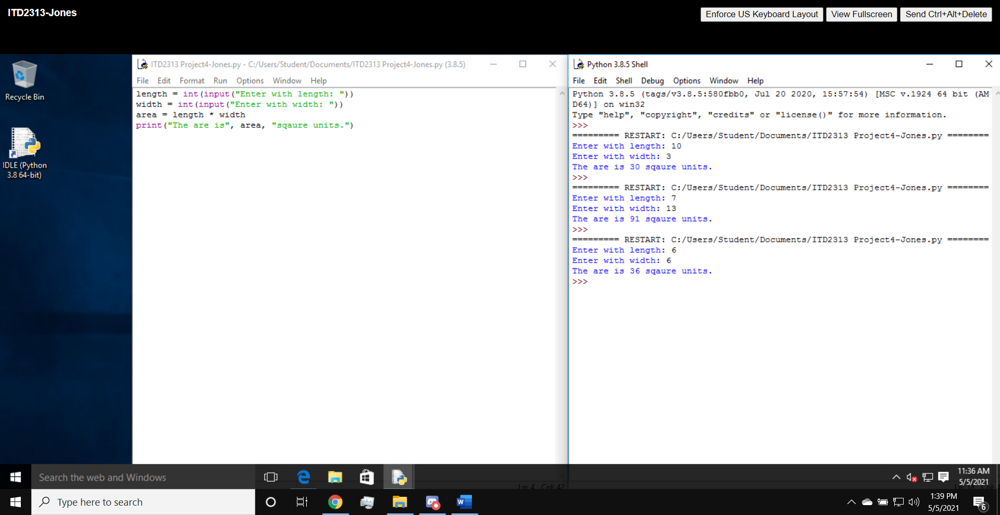 ITD2313-Jones
Enforce US Keyboard Layout
View Fullscreen
Send Ctrl+Alt+Delete
Recycle Bin
IDLE (Python
3.8 64-bit)
ITD2313 Project4-Jones.py - C:/Users/Student/Documents/ITD2313 Project4-Jones.py (3.8.5)
File Edit Format Run Options Window Help
length = int(input("Enter with length: "))
width = int(input("Enter with width: "))
area = length * width
print("The are is", area, "sqaure units.")
Python 3.8.5 Shell
File Edit Shell Debug Options Window Help
Python 3.8.5 (tags/v3.8.5:580fbb0, Jul 20 2020, 15:57:54) [MSC v.1924 64 bit (AM
D64)] on win32
Type "help", "copyright", "credits" or "license()" for more information.
>>>
========= RESTART: C:/Users/Student/Documents/ITD2313 Project4-Jones.py ========
Enter with length: 10
Enter with width: 3
The are is 30 sqaure units.
>>>
========= RESTART: C:/Users/Student/Documents/ITD2313 Project4-Jones.py ========
Enter with length: 7
Enter with width: 13
The are is 91 sqaure units.
>>>
========= RESTART: C:/Users/Student/Documents/ITD2313 Project4-Jones.py ========
Enter with length: 6
Enter with width: 6
The are is 36 sqaure units.
>>>
Ln: 4 Col: 42
Search the web and Windows
11:36 AM
5/5/2021
Type here to search
1:39 PM
5/5/2021
6